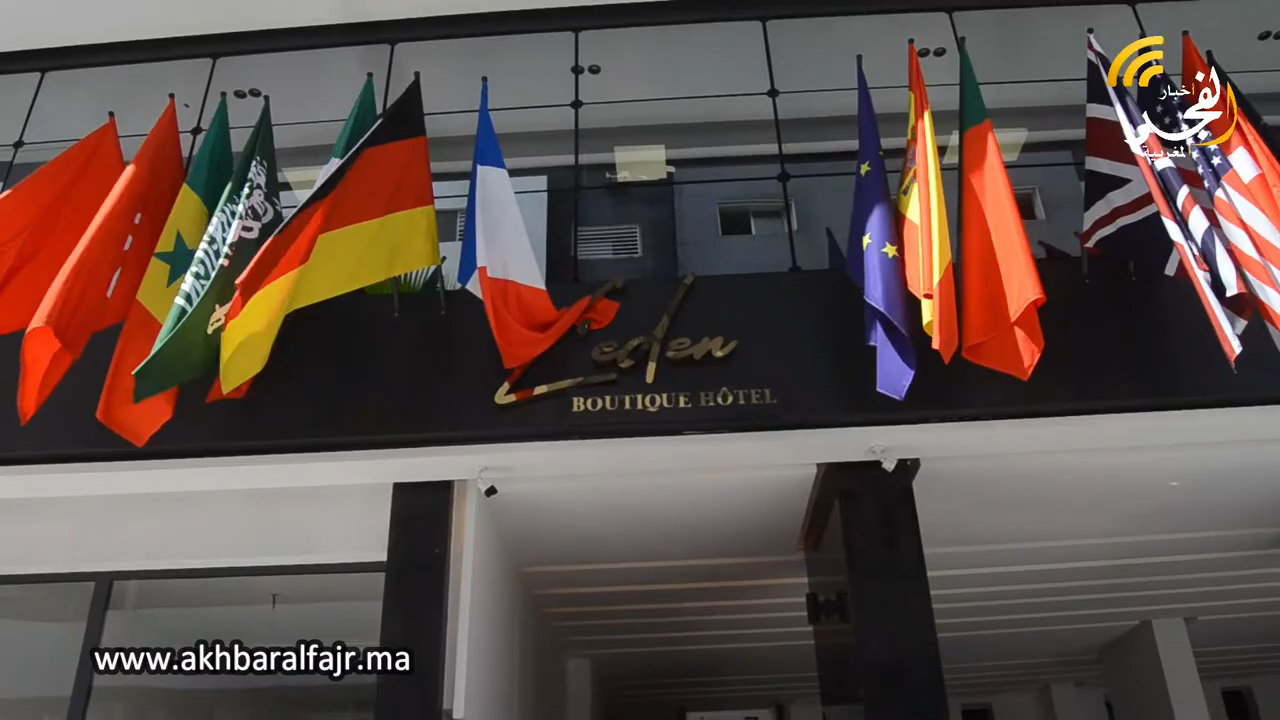 أخبار
الفجر
المغربية
L'eden
BOUTIQUE HÔTEL
www.akhbaralfajr.ma